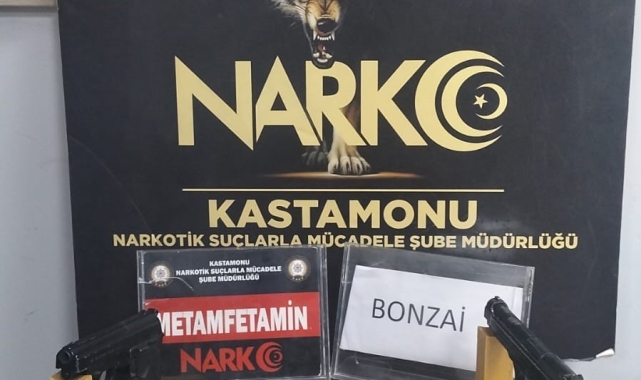 NARKO
KASTAMONU
NARKOTİK SUÇLARLA MÜCADELE ŞUBE MÜDÜRLÜĞÜ
KASTAMONU
NARKOTİK SUÇLARLA MÜCADELE
ŞUBE MÜDÜRLÜĞÜ
METAMFETAMİN
NARKO
BONZAİ